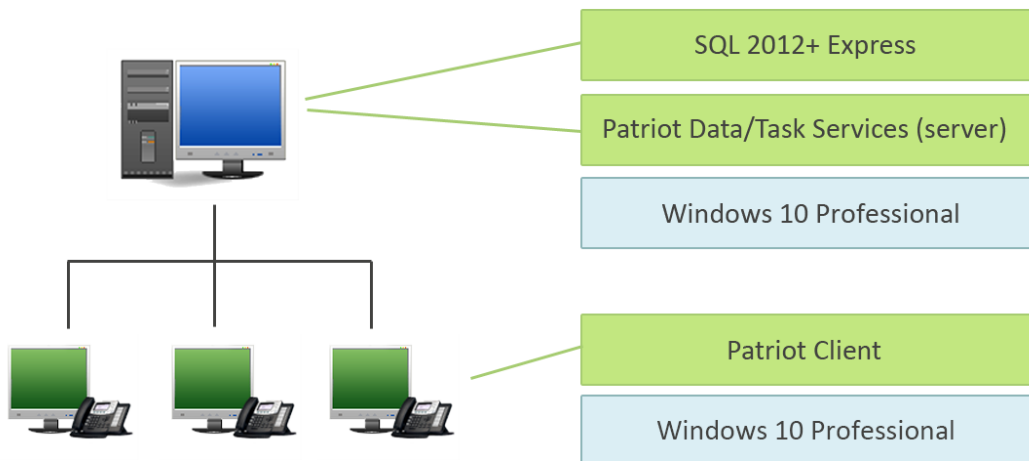 SQL 2012+ Express
Patriot Data/Task Services (server)
Windows 10 Professional
Patriot Client
Windows 10 Professional